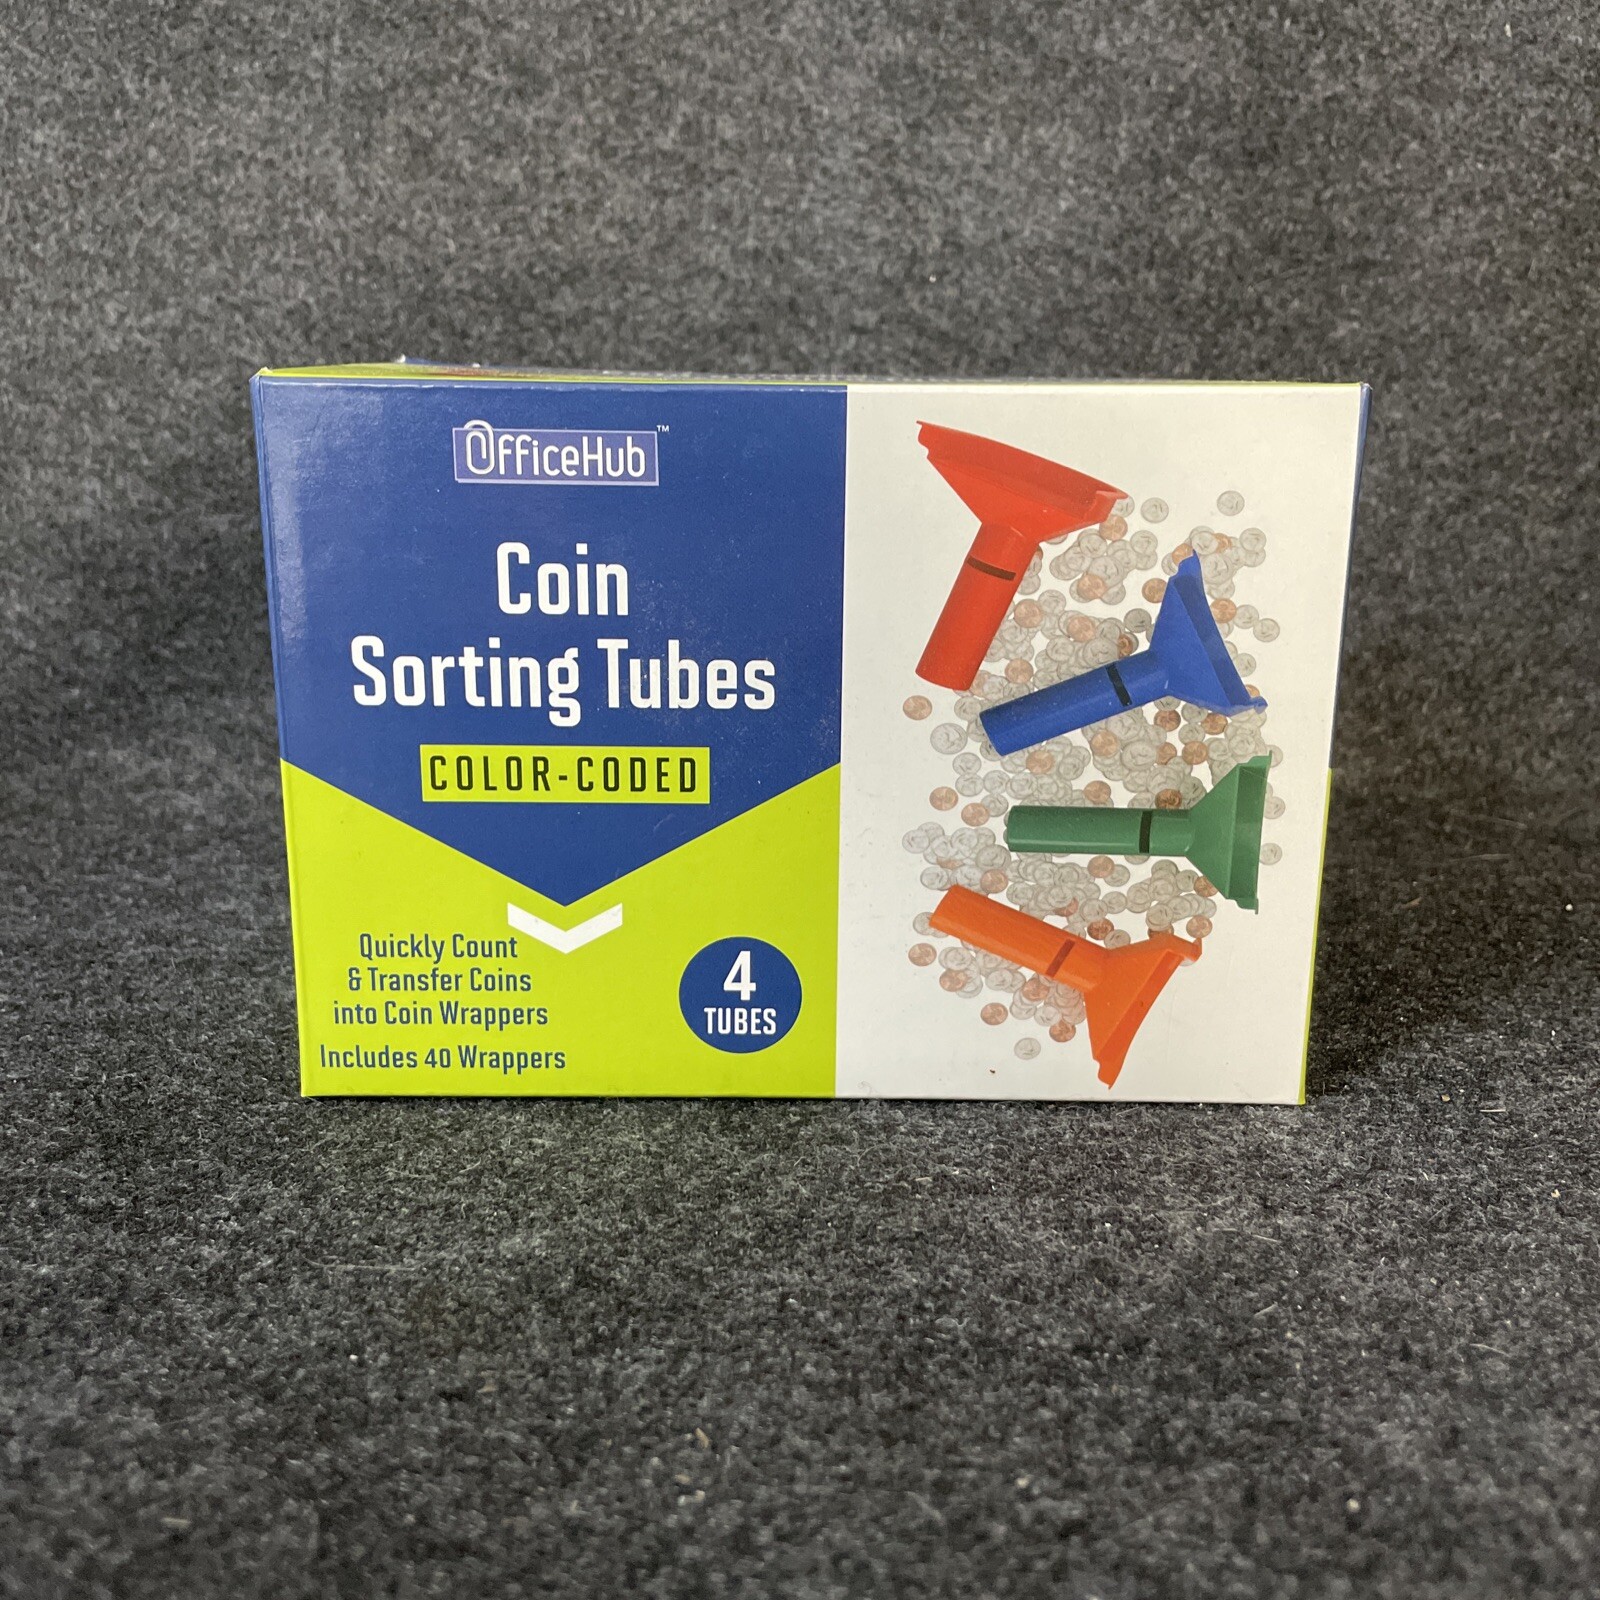 OfficeHub™
Coin
Sorting Tubes
COLOR-CODED
Quickly Count
& Transfer Coins
into Coin Wrappers
Includes 40 Wrappers
4
TUBES